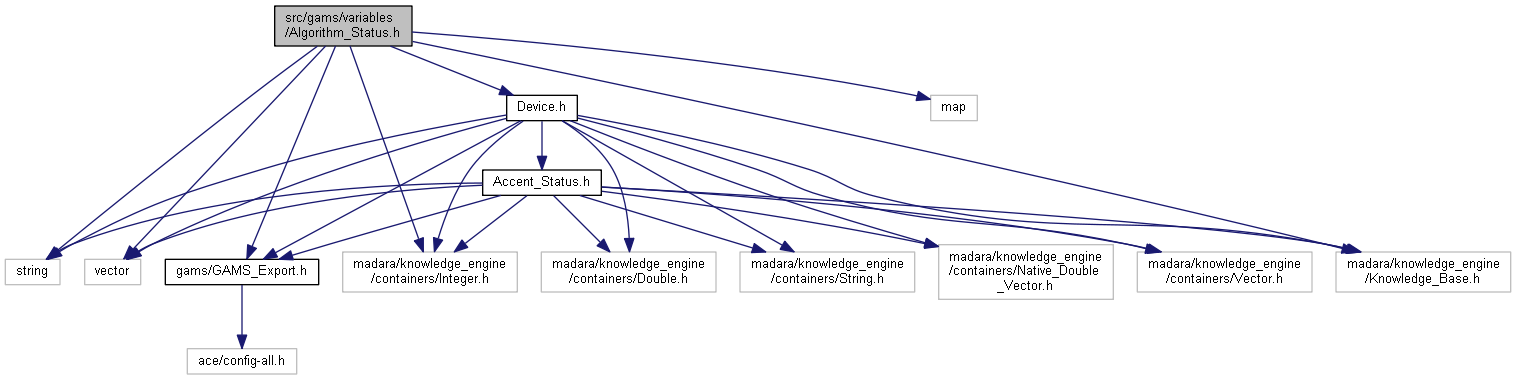 src/gams/variables
/Algorithm_Status.h
Device.h
map
Accent_Status.h
string
vector
gams/GAMS_Export.h
madara/knowledge_engine
/containers/Integer.h
madara/knowledge_engine
/containers/Double.h
madara/knowledge_engine
/containers/String.h
madara/knowledge_engine
/containers/Native_Double
_Vector.h
madara/knowledge_engine
/containers/Vector.h
madara/knowledge_engine
/Knowledge_Base.h
ace/config-all.h